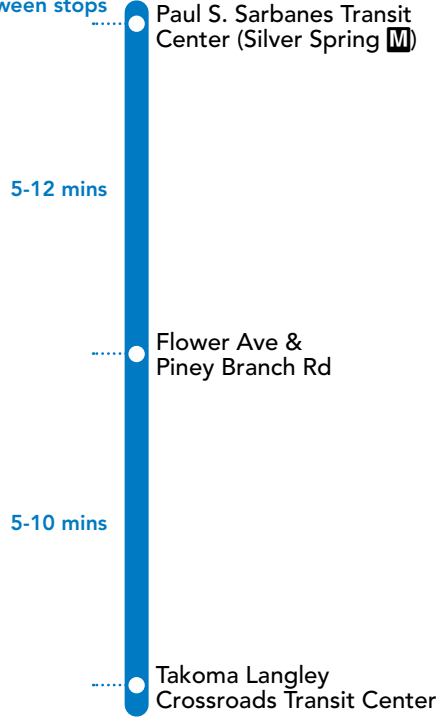 stops
Paul S. Sarbanes Transit
Center (Silver Spring M)
5-12 mins
Flower Ave &
Piney Branch Rd
5-10 mins
Takoma Langley
Crossroads Transit Center